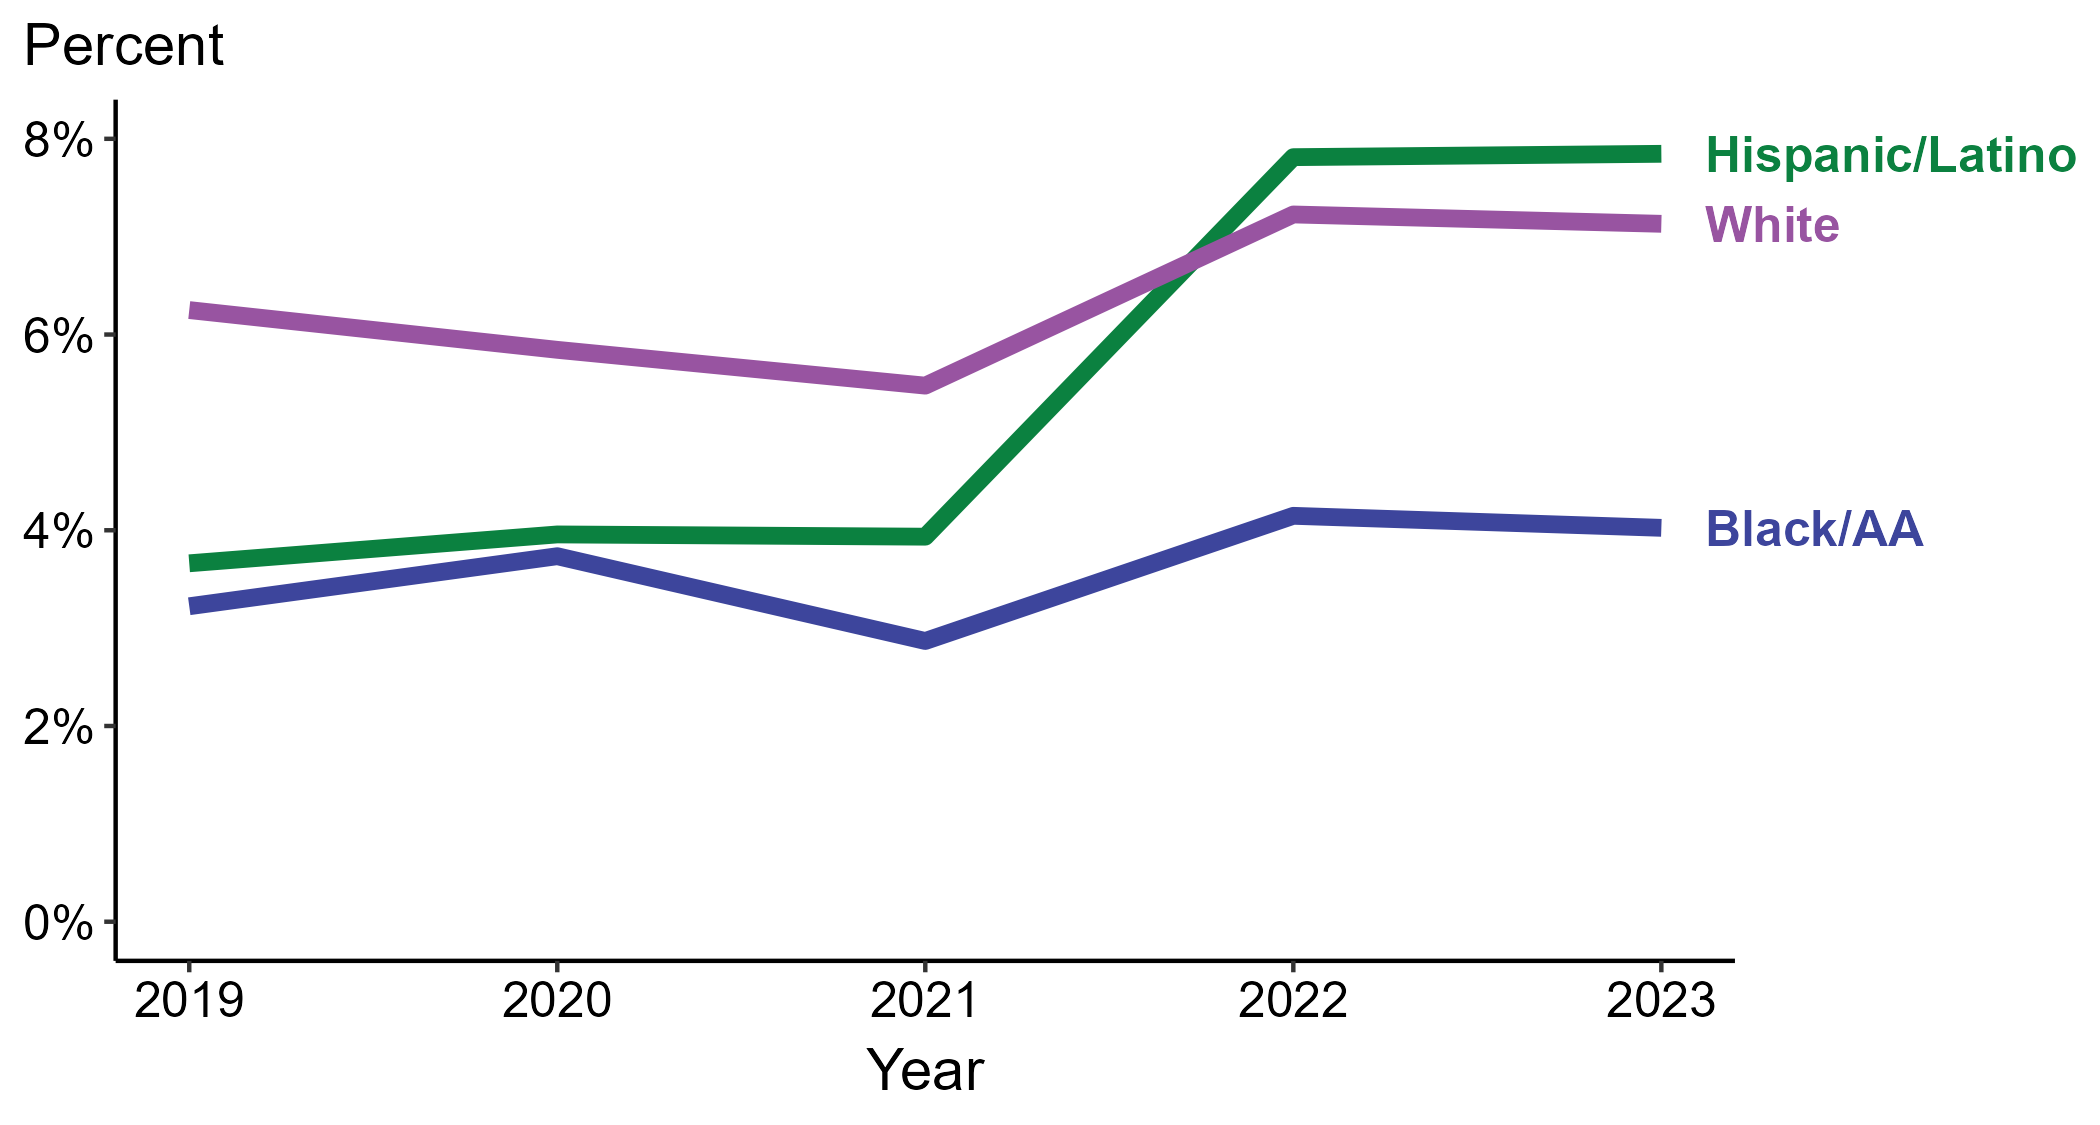 Percent
8%
Hispanic/Latino
White
6%
4%
Black/AA
2%
0%
2019 2020 2021 2022 2023
Year